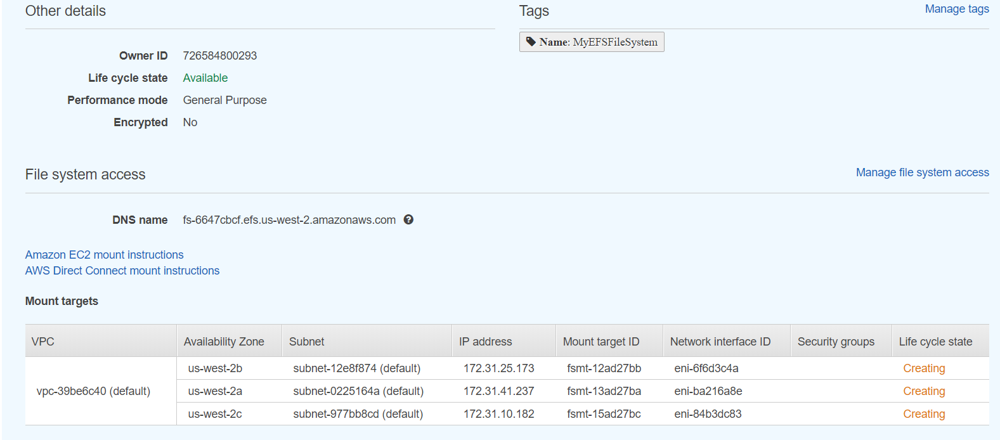 Other details
Tags
Manage tags
Name: MyEFSFileSystem
Owner ID 726584800293
Life cycle state Available
Performance mode General Purpose
Encrypted No
File system access
Manage file system access
DNS name fs-6647cbcf.efs.us-west-2.amazonaws.com ?
Amazon EC2 mount instructions
AWS Direct Connect mount instructions
Mount targets
VPC Availability Zone Subnet IP address Mount target ID Network interface ID Security groups Life cycle state
us-west-2b subnet-12e8f874 (default) 172.31.25.173 fsmt-12ad27bb eni-6f6d3c4a Creating
vpc-39be6c40 (default) us-west-2a subnet-0225164a (default) 172.31.41.237 fsmt-13ad27ba eni-ba216a8e Creating
us-west-2c subnet-977bb8cd (default) 172.31.10.182 fsmt-15ad27bc eni-84b3dc83 Creating